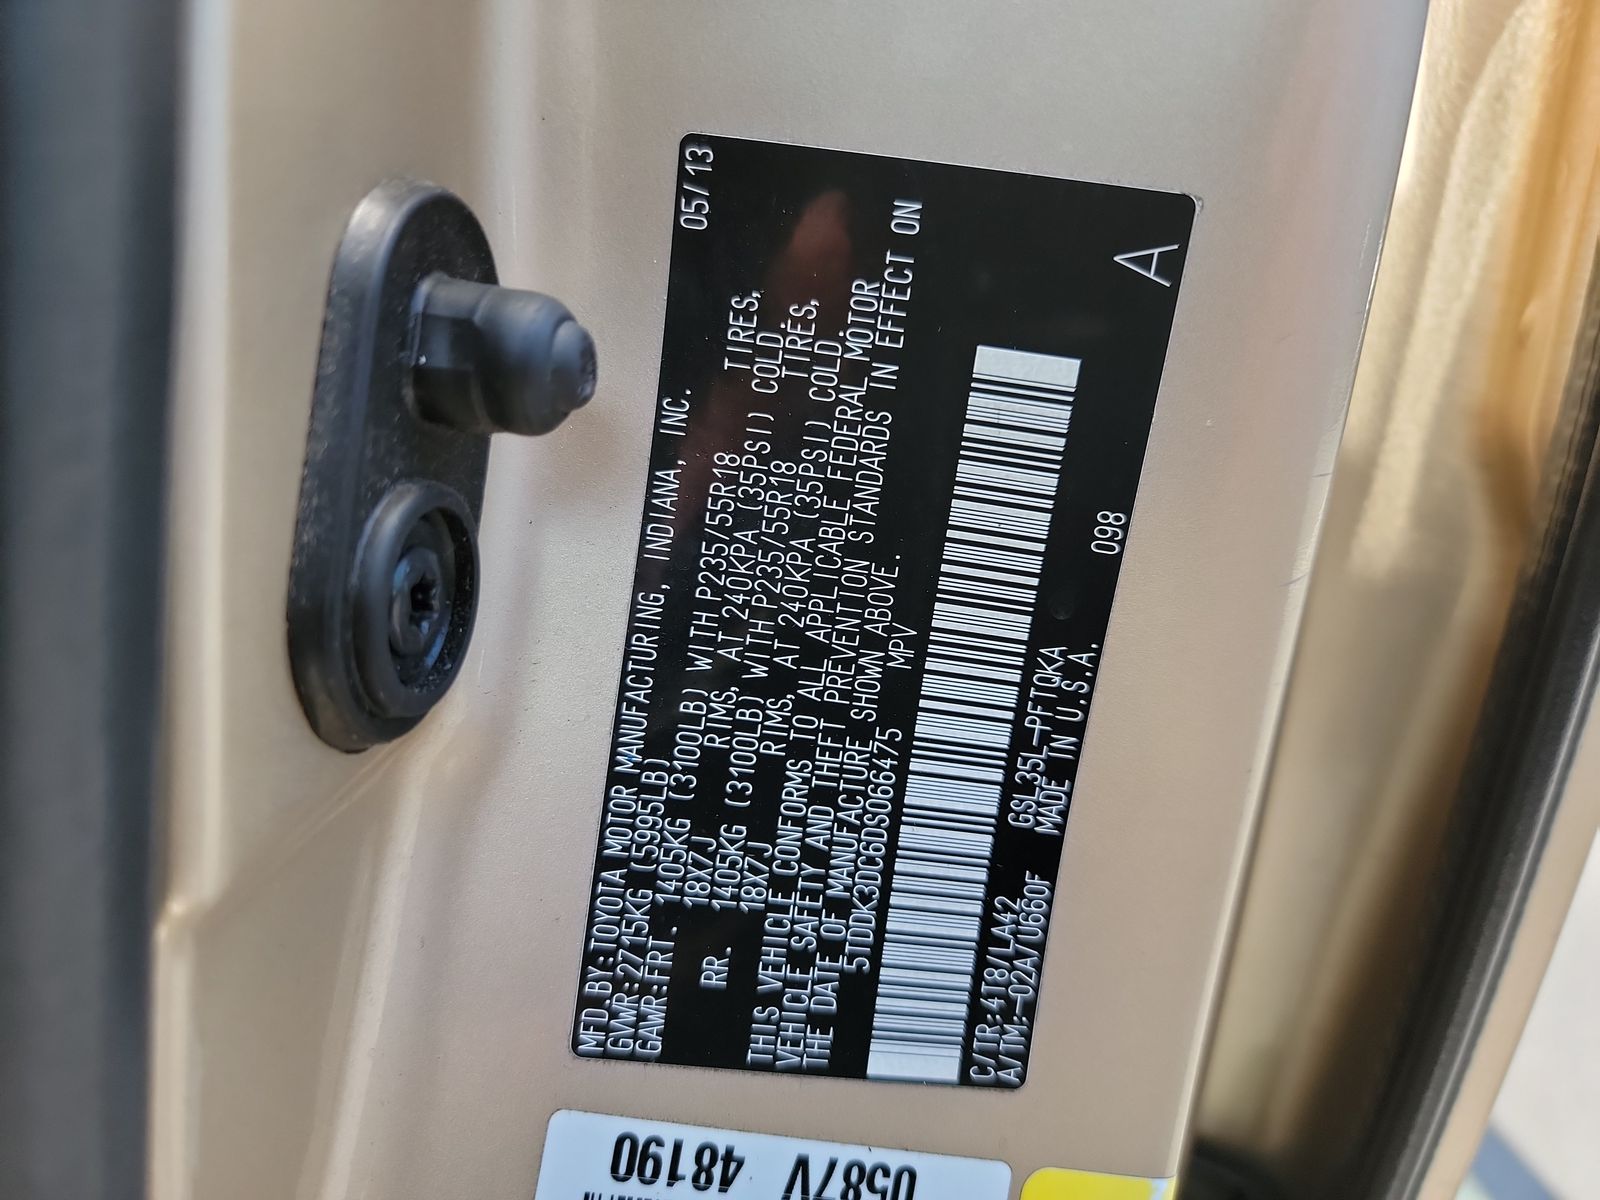 MFD.BY:TOYOTA MOTOR MANUFACTURING, INDIANA, INC. 05/13
GVWR:2715KG (5995LB)
GAWR:FRT. 1405KG (3100LB) WITH P235/55R18 TIRES,
18X7J RIMS, AT 240KPA (35PSI) COLD.
RR. 1405KG (3100LB) WITH P235/55R18 TIRES,
18X7J RIMS, AT 240KPA (35PSI) COLD.
THIS VEHICLE CONFORMS TO ALL APPLICABLE FEDERAL MOTOR
VEHICLE SAFETY AND THEFT PREVENTION STANDARDS IN EFFECT ON
THE DATE OF MANUFACTURE SHOWN ABOVE.
5TDDK3DC6DS066475 MPV
C/TR:418/LA42 GSL35L-PFTQKA 098 A
A/TM:-02A/U660F MADE IN U.S.A.
0587V
48190